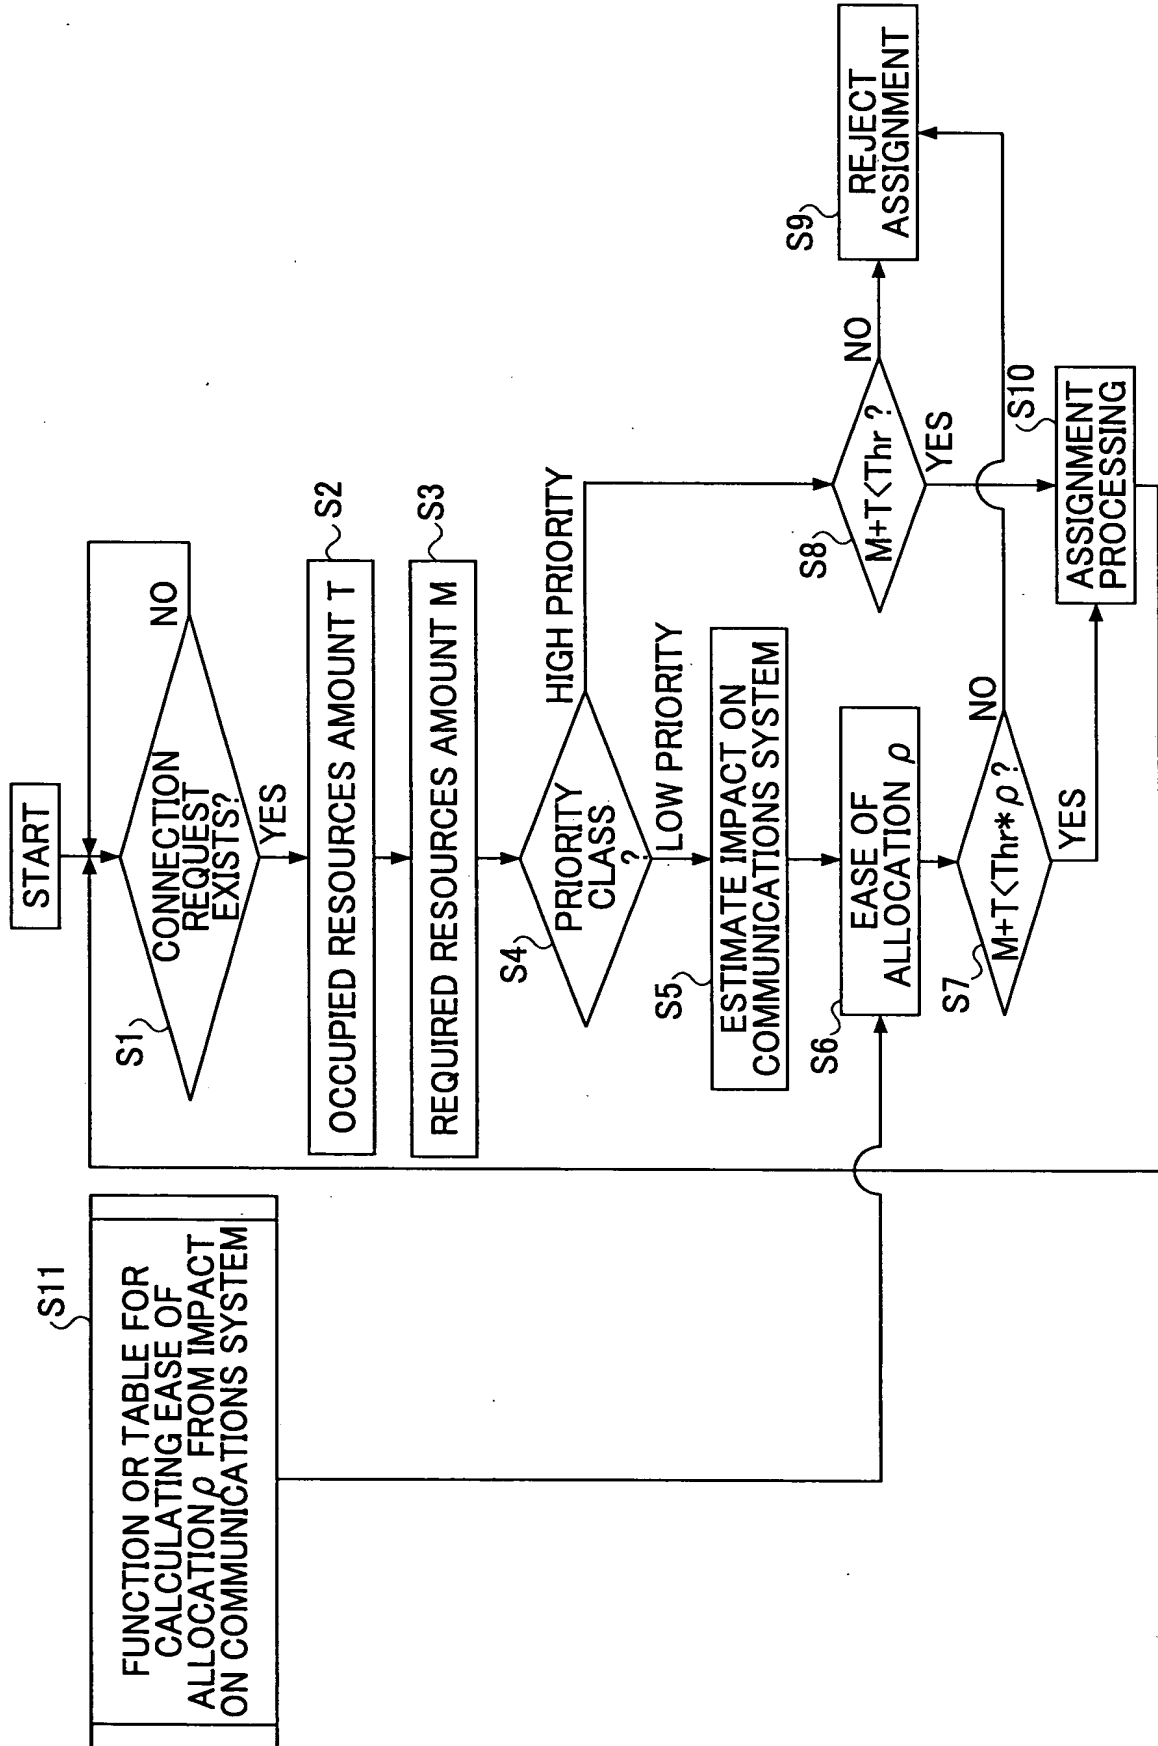 START
S1
CONNECTION
REQUEST
EXISTS?
NO
YES
S2
OCCUPIED RESOURCES AMOUNT T
S3
REQUIRED RESOURCES AMOUNT M
S4
PRIORITY
CLASS
?
HIGH PRIORITY
LOW PRIORITY
S5
ESTIMATE IMPACT ON
COMMUNICATIONS SYSTEM
S11
FUNCTION OR TABLE FOR
CALCULATING EASE OF
ALLOCATION ρ FROM IMPACT
ON COMMUNICATIONS SYSTEM
S6
EASE OF
ALLOCATION ρ
S7
M+T<Thr*ρ?
NO
YES
S8
M+T<Thr?
NO
YES
S9
REJECT
ASSIGNMENT
S10
ASSIGNMENT
PROCESSING